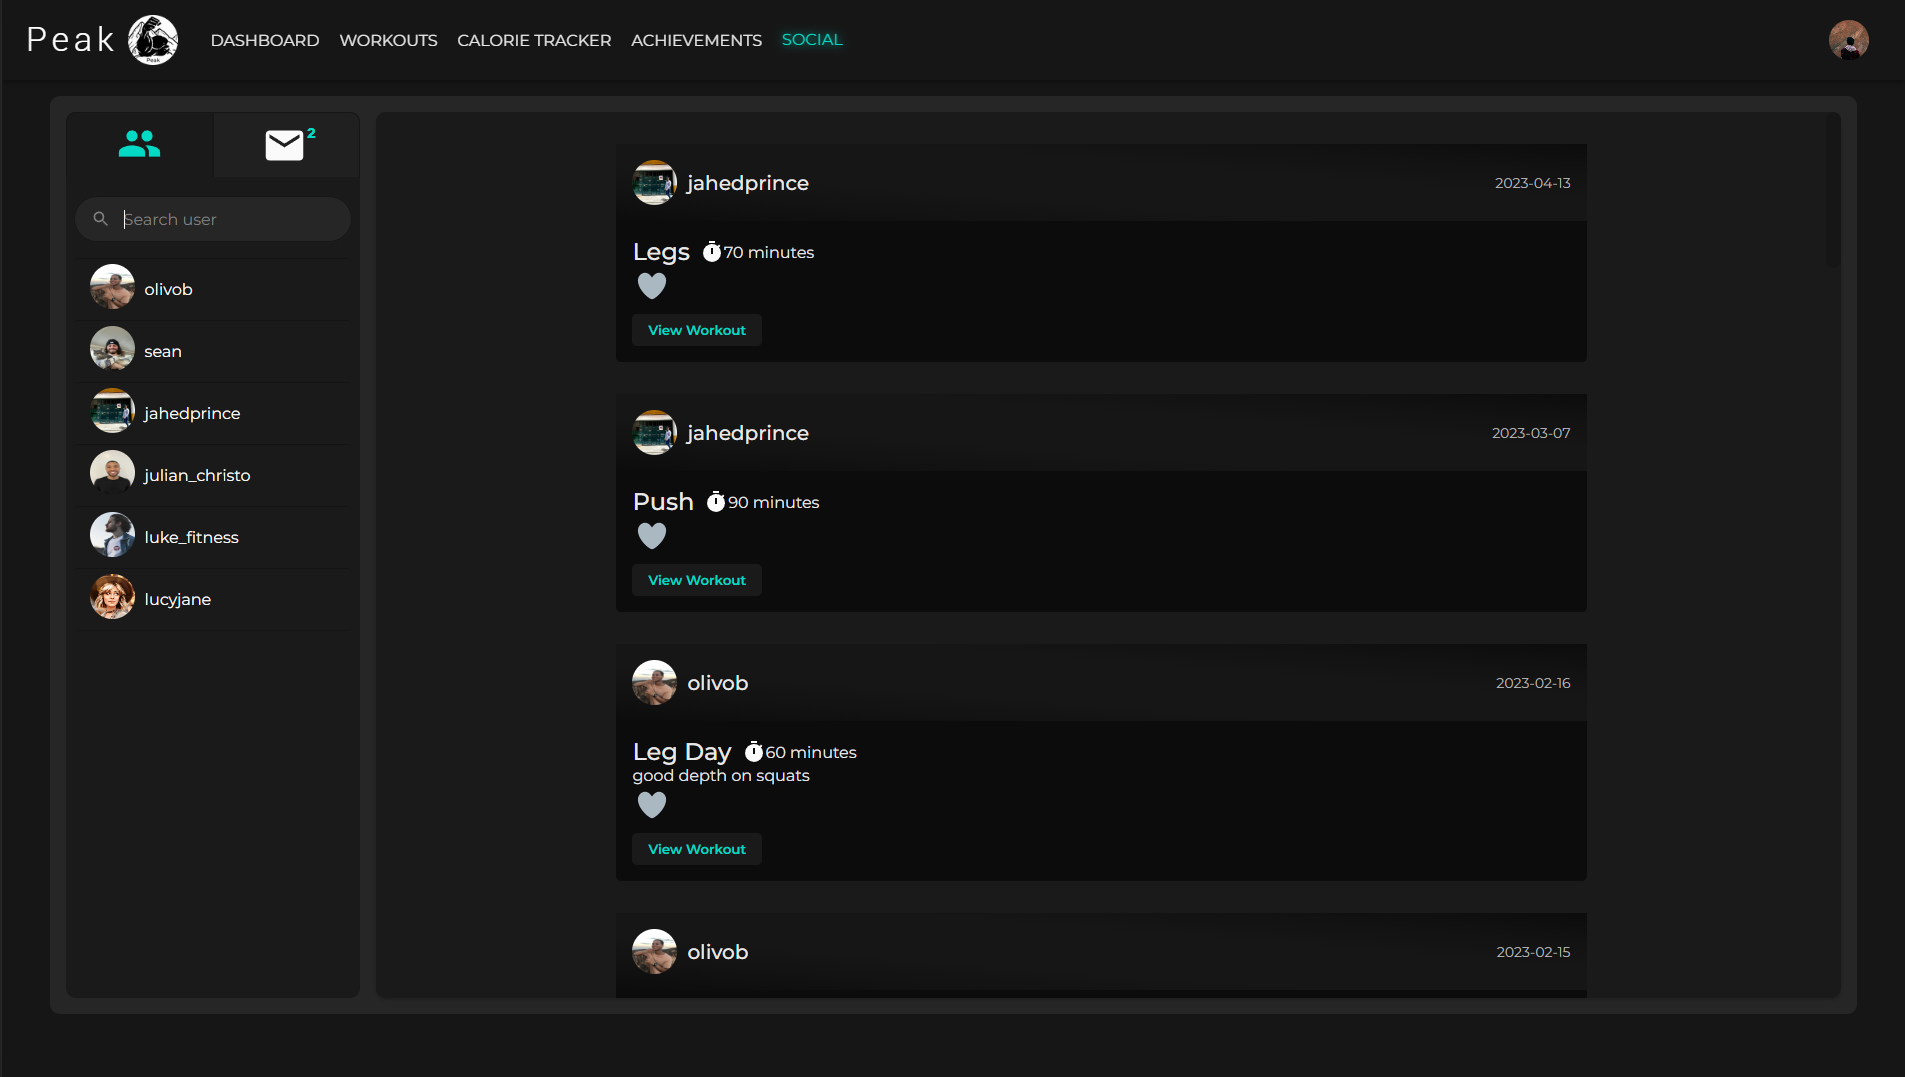 Peak
Peak
DASHBOARD
WORKOUTS
CALORIE TRACKER
ACHIEVEMENTS
SOCIAL
2
Search user
olivob
sean
jahedprince
julian_christo
luke_fitness
lucyjane
jahedprince
2023-04-13
Legs 70 minutes
View Workout
jahedprince
2023-03-07
Push 90 minutes
View Workout
olivob
2023-02-16
Leg Day 60 minutes
good depth on squats
View Workout
olivob
2023-02-15